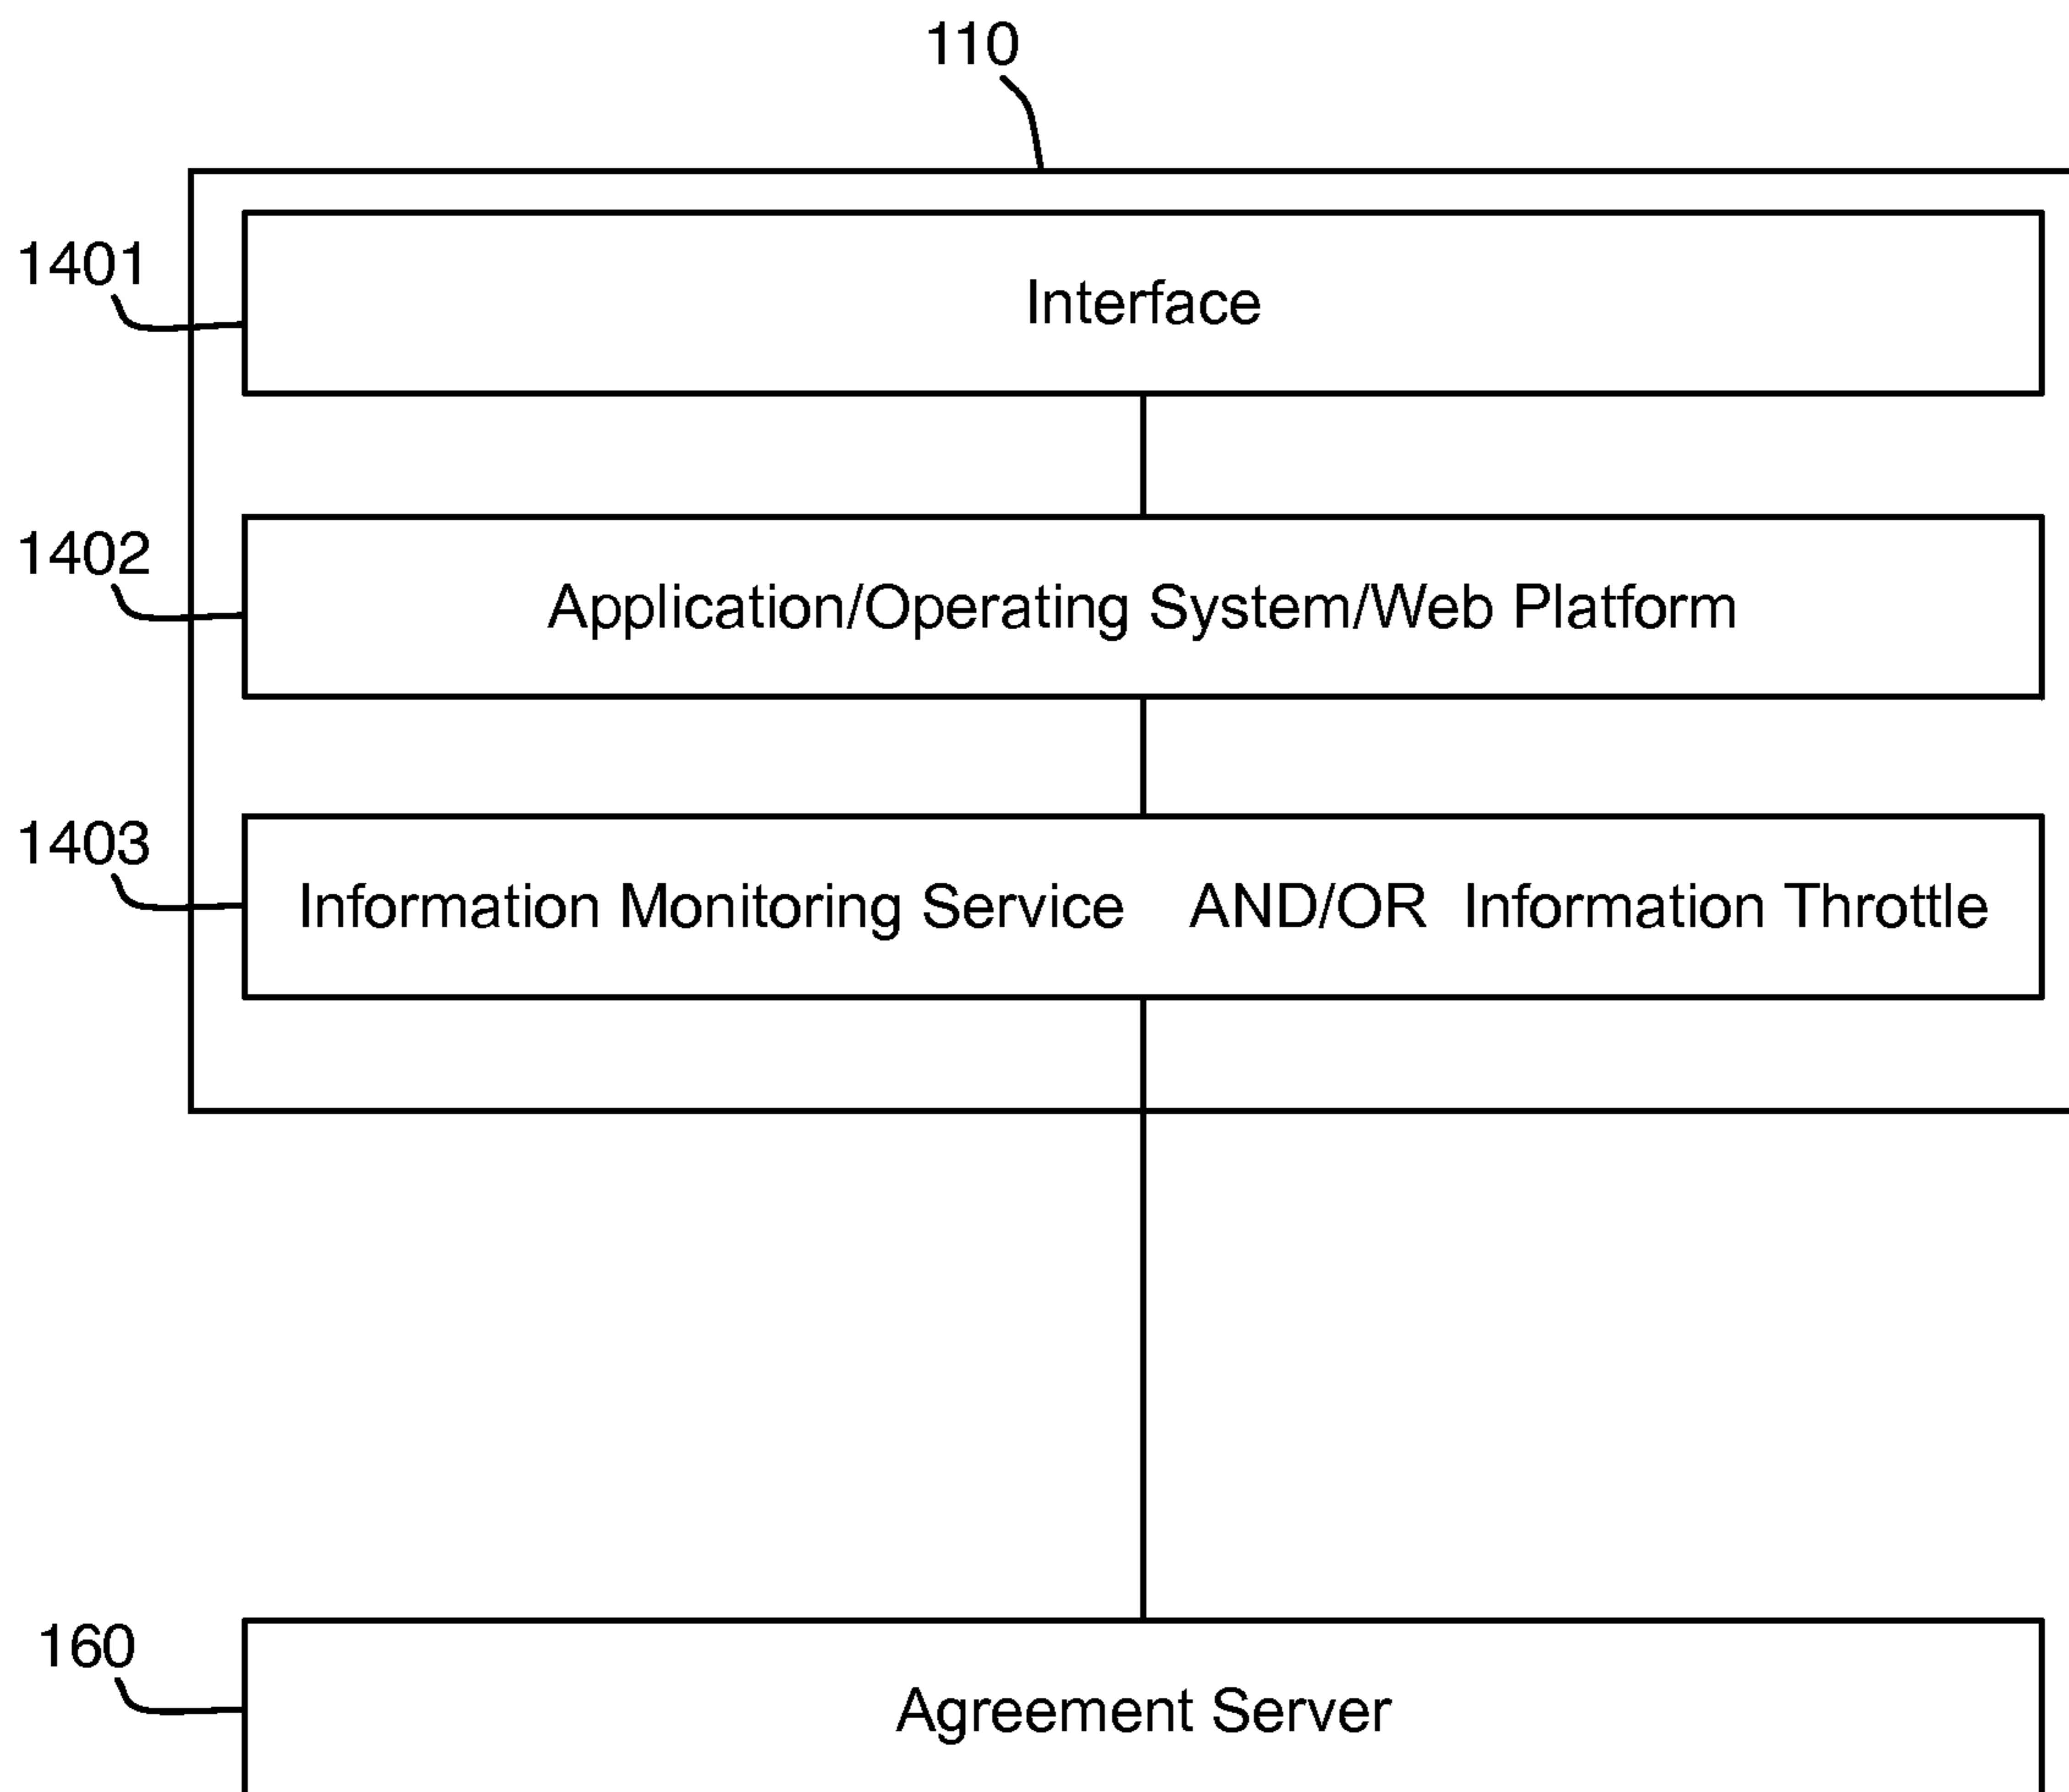 110
1401
Interface
1402
Application/Operating System/Web Platform
1403
Information Monitoring Service AND/OR Information Throttle
160
Agreement Server